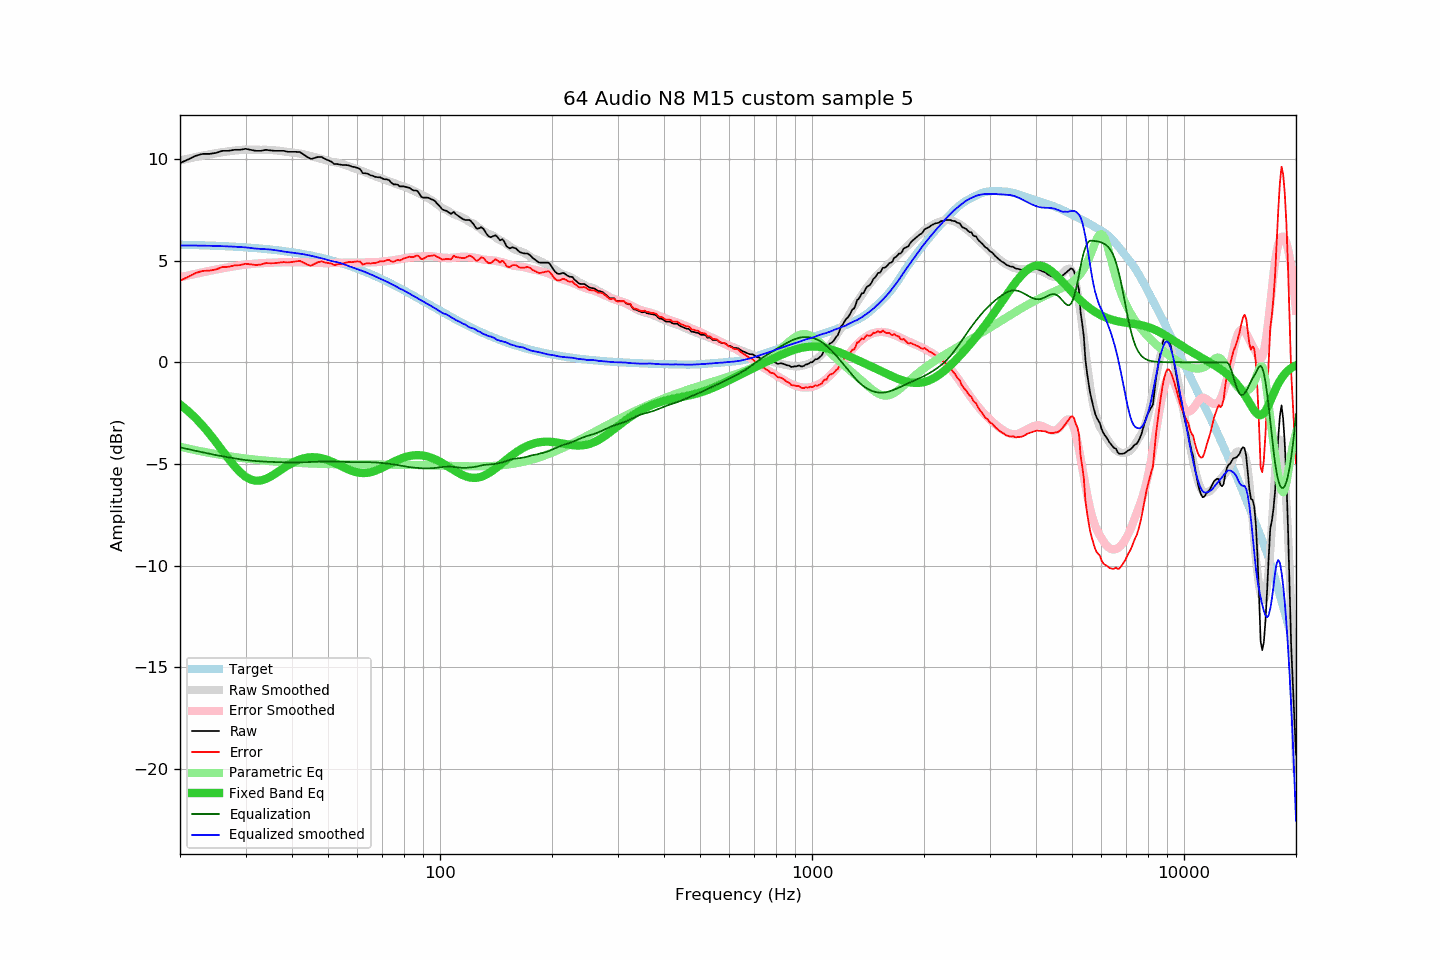 64 Audio N8 M15 custom sample 5
10
5
0
−5
−10
−15
−20
Amplitude (dBr)
Target
Raw Smoothed
Error Smoothed
Raw
Error
Parametric Eq
Fixed Band Eq
Equalization
Equalized smoothed
100
1000
10000
Frequency (Hz)